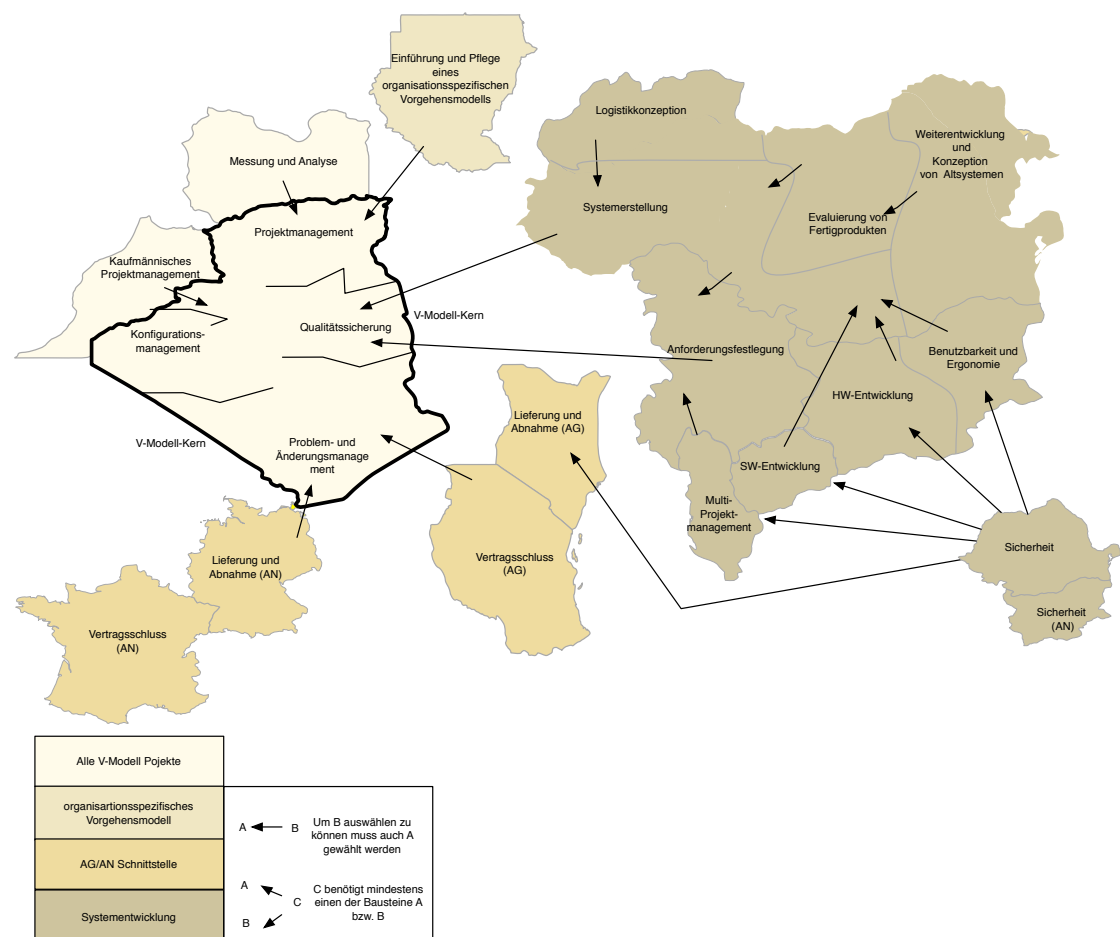 Einführung und Pflege
eines
organisationsspezifischen
Vorgehensmodells
Logistikkonzeption
Weiterentwicklung
und
Konzeption
von Altsystemen
Messung und Analyse
Systemerstellung
Evaluierung von
Fertigprodukten
Projektmanagement
Kaufmännisches
Projektmanagement
V-Modell-Kern
Konfigurations-
management
Qualitätssicherung
Anforderungsfestlegung
Benutzbarkeit und
Ergonomie
HW-Entwicklung
Lieferung und
Abnahme (AG)
V-Modell-Kern
Problem- und
Änderungsmanage
ment
SW-Entwicklung
Multi-
Projekt-
management
Vertragsschluss
(AG)
Lieferung und
Abnahme (AN)
Sicherheit
Sicherheit
(AN)
Vertragsschluss
(AN)
Alle V-Modell Pojekte
organisartionsspezifisches
Vorgehensmodell
AG/AN Schnittstelle
Systementwicklung
A B Um B auswählen zu
können muss auch A
gewählt werden
A
B
C C benötigt mindestens
einen der Bausteine A
bzw. B